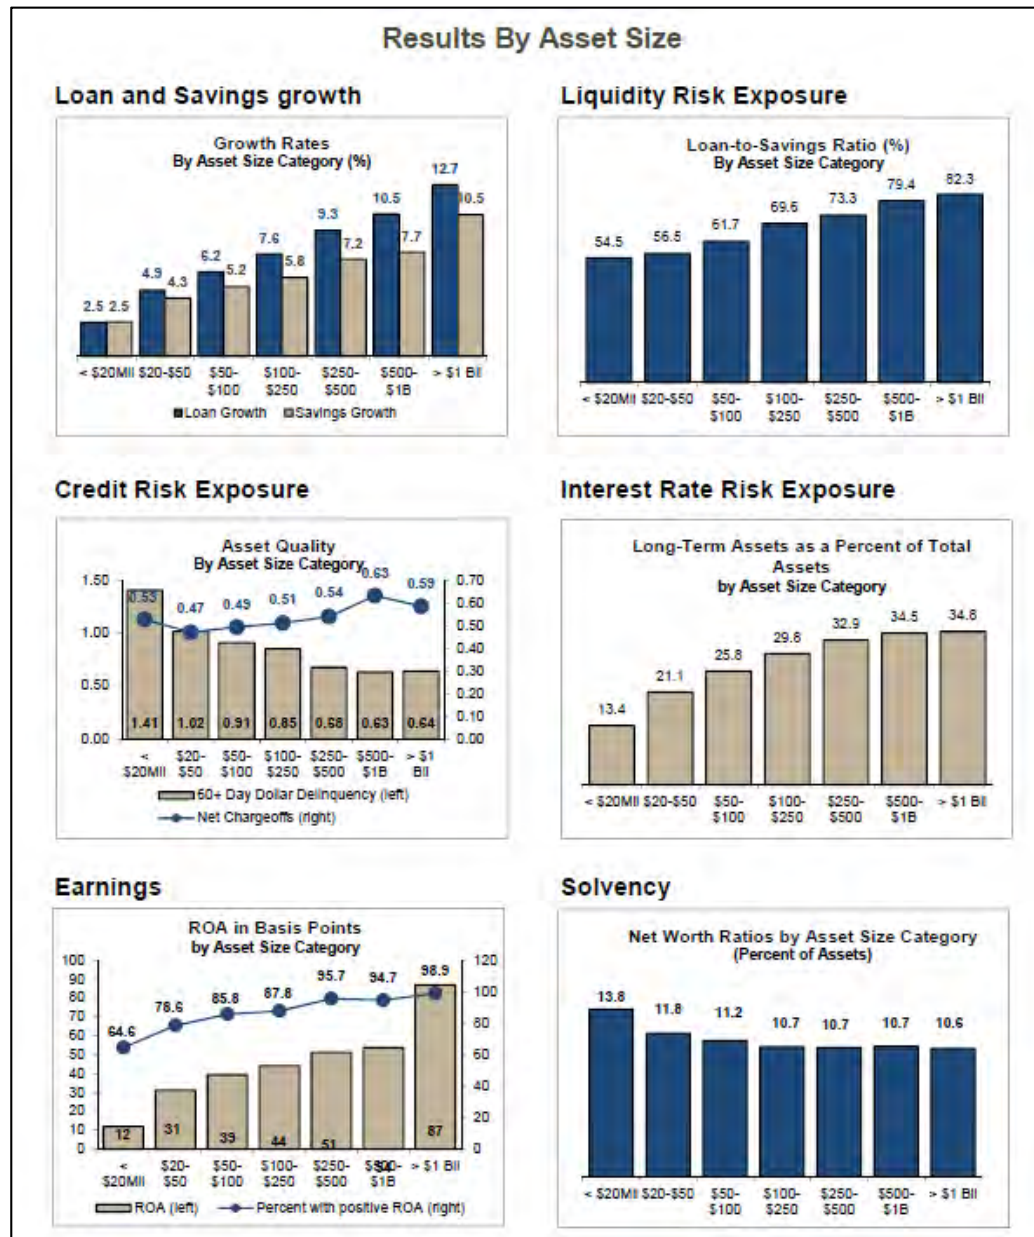 Results By Asset Size
Loan and Savings growth
Growth Rates
By Asset Size Category (%)
12.7
10.5
10.5
9.3
7.6
7.7
7.2
6.2
5.8
4.9
5.2
4.3
2.5 2.5
< $20Mil $20-$50 $50-$100 $100-$250 $250-$500 $500-$1B > $1 Bil
Loan Growth Savings Growth
Liquidity Risk Exposure
Loan-to-Savings Ratio (%)
By Asset Size Category
54.5 56.5 61.7 69.6 73.3 79.4 82.3
< $20Mil $20-$50 $50-$100 $100-$250 $250-$500 $500-$1B > $1 Bil
Credit Risk Exposure
Asset Quality
By Asset Size Category
1.50
1.00
0.50
0.00
0.53 0.47 0.49 0.51 0.54 0.63 0.59
1.41 1.02 0.91 0.85 0.68 0.63 0.64
0.70
0.60
0.50
0.40
0.30
0.20
0.10
0.00
< $20Mil $20-$50 $50-$100 $100-$250 $250-$500 $500-$1B > $1 Bil
60+ Day Dollar Delinquency (left)
Net Chargeoffs (right)
Interest Rate Risk Exposure
Long-Term Assets as a Percent of Total
Assets
by Asset Size Category
13.4 21.1 25.8 29.8 32.9 34.5 34.8
< $20Mil $20-$50 $50-$100 $100-$250 $250-$500 $500-$1B > $1 Bil
Earnings
ROA in Basis Points
by Asset Size Category
100
90
80
70
60
50
40
30
20
10
0
64.6 78.6 85.8 87.8 95.7 94.7 98.9
12 31 39 44 51 87
120
100
80
60
40
20
0
< $20Mil $20-$50 $50-$100 $100-$250 $250-$500 $500-$1B > $1 Bil
ROA (left) Percent with positive ROA (right)
Solvency
Net Worth Ratios by Asset Size Category
(Percent of Assets)
13.8 11.8 11.2 10.7 10.7 10.7 10.6
< $20Mil $20-$50 $50-$100 $100-$250 $250-$500 $500-$1B > $1 Bil